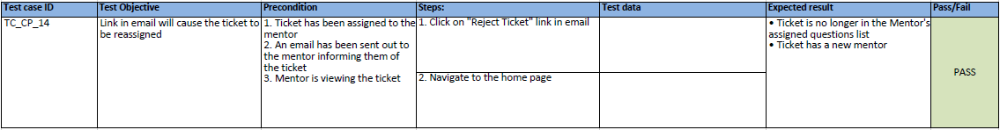 Test case ID Test Objective Precondition Steps: Test data Expected result Pass/Fail
TC_CP_14
Link in email will cause the ticket to
be reassigned
1. Ticket has been assigned to the
mentor
2. An email has been sent out to
the mentor informing them of
the ticket
3. Mentor is viewing the ticket
1. Click on "Reject Ticket" link in email
2. Navigate to the home page
• Ticket is no longer in the Mentor's
assigned questions list
• Ticket has a new mentor
PASS